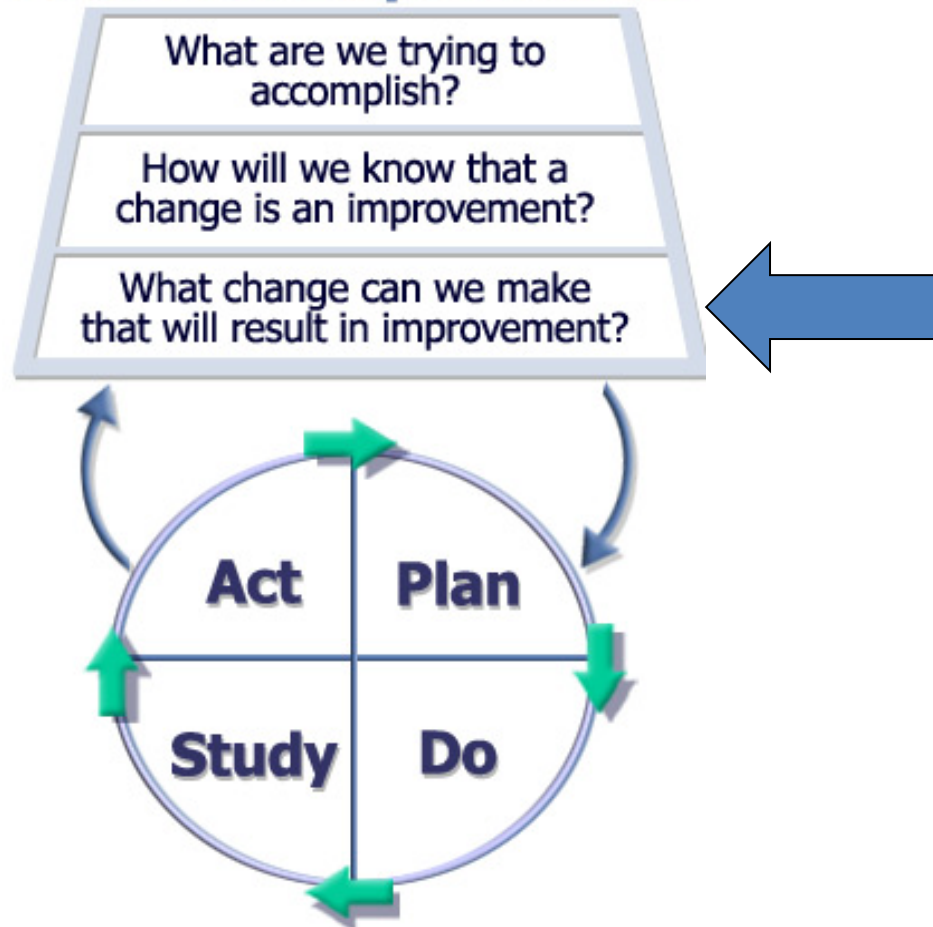 What are we trying to
accomplish?
How will we know that a
change is an improvement?
What change can we make
that will result in improvement?
Act
Plan
Study
Do